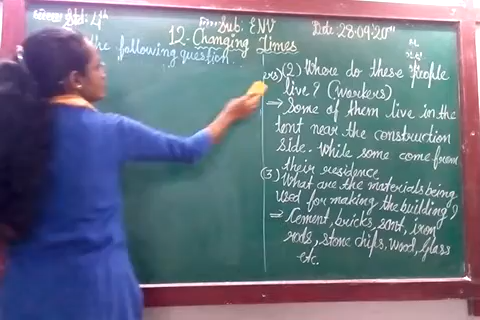 Std: 4th
Sub: ENV
Date 28.09.20
12. Changing Times
the following question.
(2) Where do these people
live? (Workers)
⇒ Some of them live in the
tent near the construction
side. While some come from
their residence
(3) What are the materials being
used for making the building?
⇒ Cement, bricks, sant, iron
rods, stone chips, wood, glass
etc.